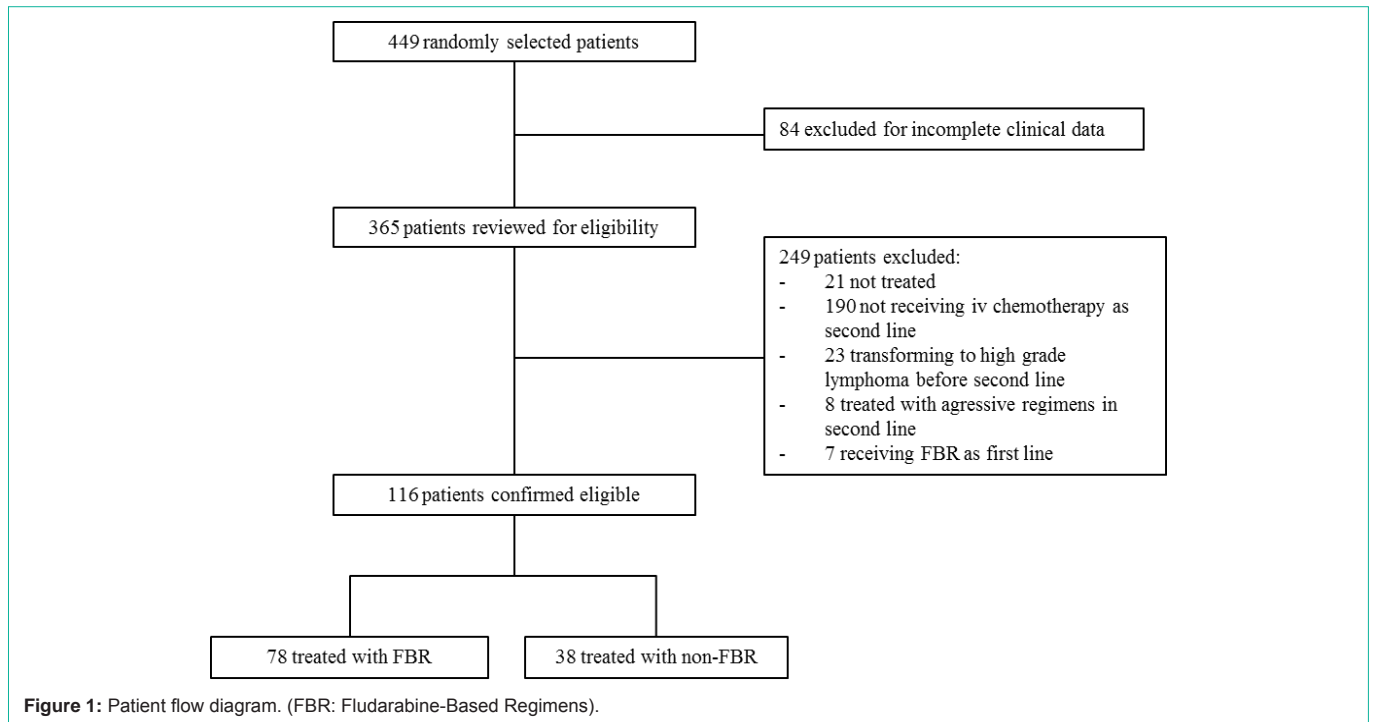 449 randomly selected patients
84 excluded for incomplete clinical data
365 patients reviewed for eligibility
249 patients excluded:
- 21 not treated
- 190 not receiving iv chemotherapy as
second line
- 23 transforming to high grade
lymphoma before second line
- 8 treated with agressive regimens in
second line
- 7 receiving FBR as first line
116 patients confirmed eligible
78 treated with FBR
38 treated with non-FBR
Figure 1: Patient flow diagram. (FBR: Fludarabine-Based Regimens).